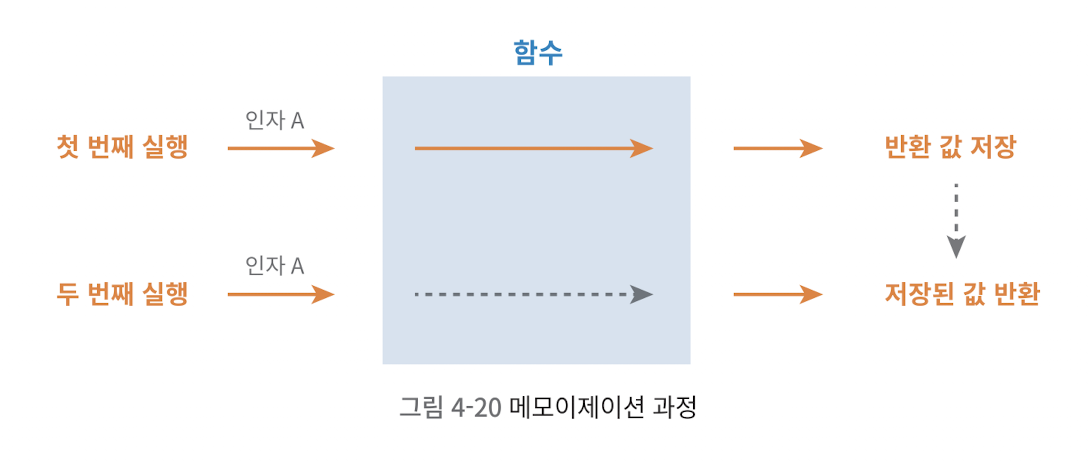 함수
첫 번째 실행
인자 A
반환 값 저장
두 번째 실행
인자 A
저장된 값 반환
그림 4-20 메모이제이션 과정